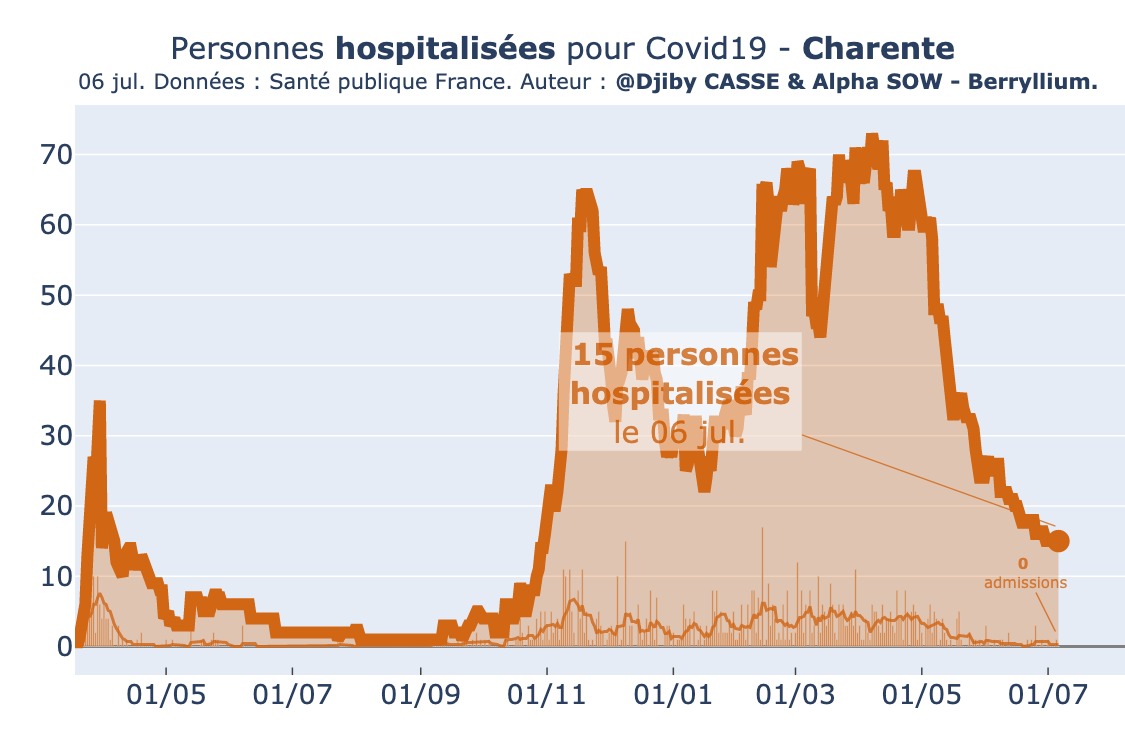 Personnes hospitalisées pour Covid19 - Charente
06 jul. Données : Santé publique France. Auteur : @Djiby CASSE & Alpha SOW - Berryllium.
70
60
50
40
30
20
10
0
15 personnes
hospitalisées
le 06 jul.
0
admissions
01/05 01/07 01/09 01/11 01/01 01/03 01/05 01/07